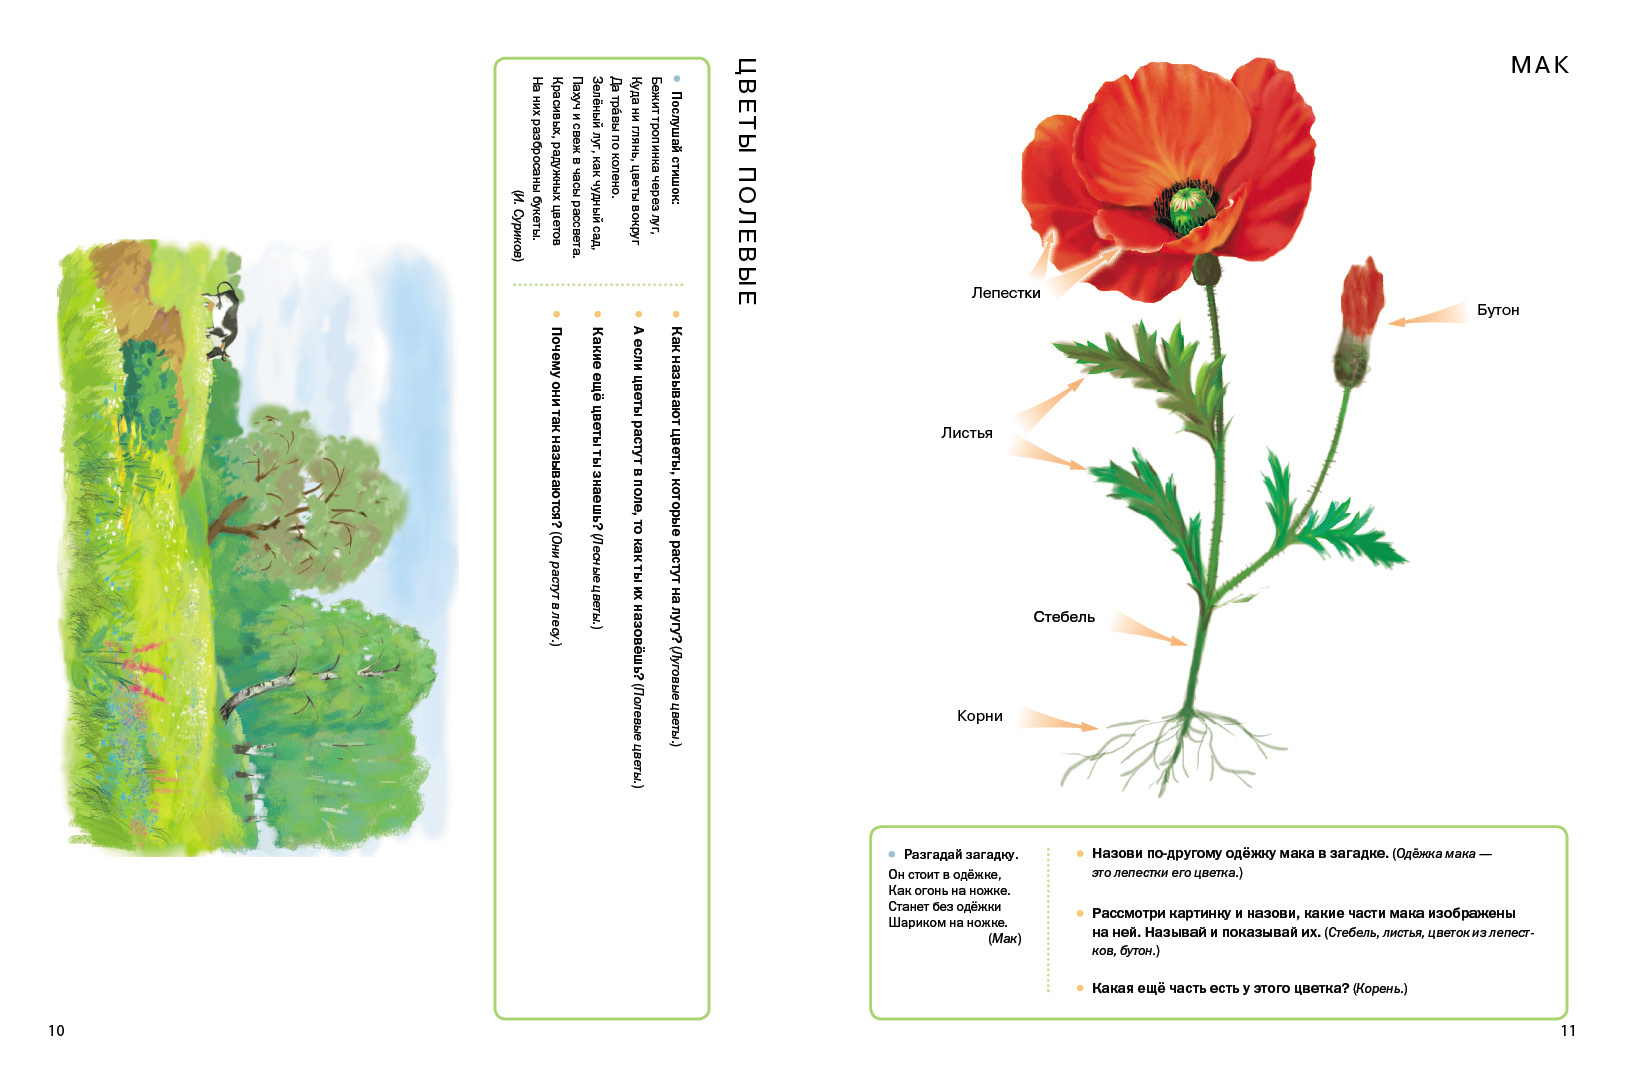 ЦВЕТЫ ПОЛЕВЫЕ
Послушай стишок:
Бежит тропинка через луг,
Куда ни глянь, цветы вокруг
Да тра́вы по колено.
Зелёный луг, как чудный сад,
Пахуч и свеж в часы рассвета.
Красивых, радужных цветов
На них разбросаны букеты.
(И. Суриков)
Как называют цветы, которые растут на лугу? (Луговые цветы.)
А если цветы растут в поле, то как ты их назовёшь? (Полевые цветы.)
Какие ещё цветы ты знаешь? (Лесные цветы.)
Почему они так называются? (Они растут в лесу.)
10
МАК
Лепестки
Бутон
Листья
Стебель
Корни
Разгадай загадку.
Он стоит в одёжке,
Как огонь на ножке.
Станет без одёжки
Шариком на ножке.
(Мак)
Назови по-другому одёжку мака в загадке. (Одёжка мака —
это лепестки его цветка.)
Рассмотри картинку и назови, какие части мака изображены
на ней. Называй и показывай их. (Стебель, листья, цветок из лепест-
ков, бутон.)
Какая ещё часть есть у этого цветка? (Корень.)
11